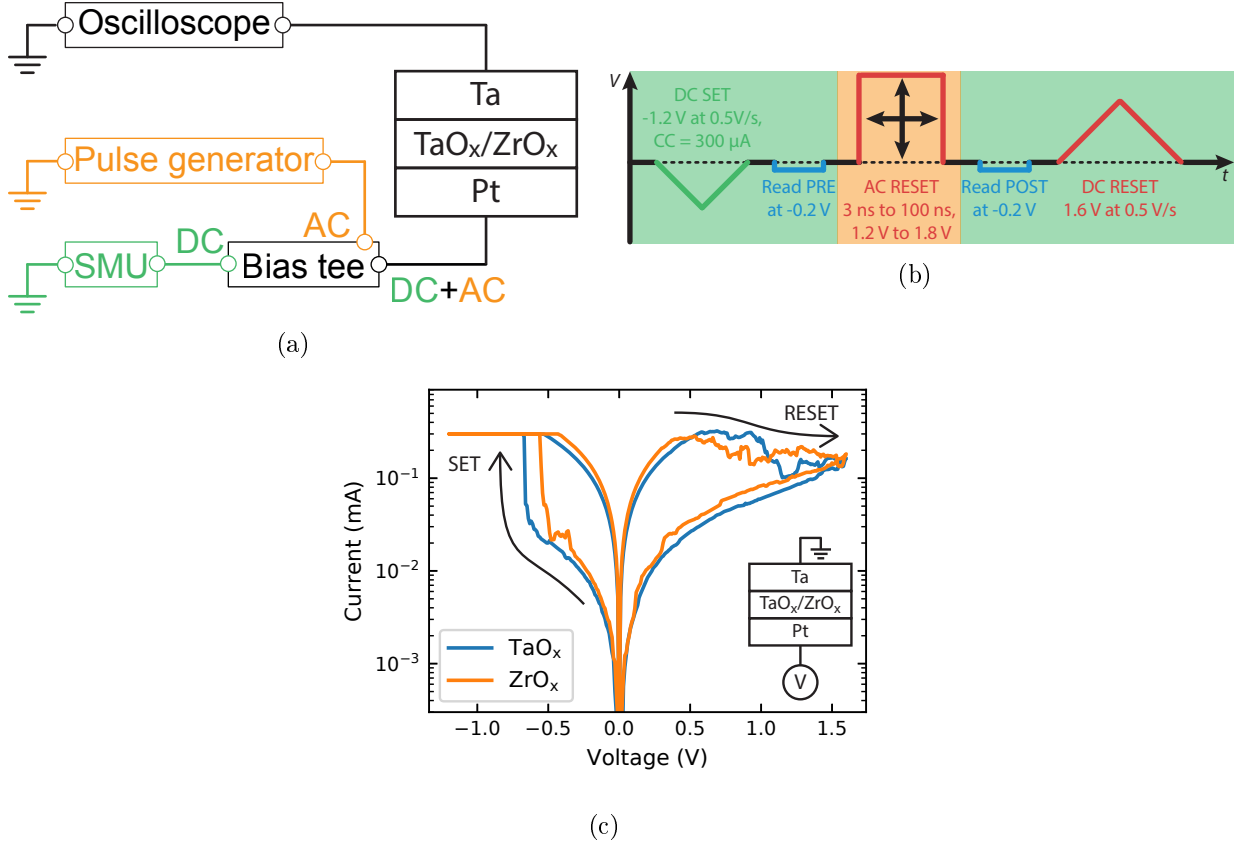 Oscilloscope
Ta
TaOx/ZrOx
Pt
Pulse generator
AC
DC
SMU
Bias tee
DC+AC
(a)
V
DC SET
-1.2 V at 0.5V/s,
CC = 300 µA
Read PRE
at -0.2 V
AC RESET
3 ns to 100 ns,
1.2 V to 1.8 V
Read POST
at -0.2 V
DC RESET
1.6 V at 0.5 V/s
t
(b)
RESET
SET
10⁻¹
10⁻²
10⁻³
Current (mA)
TaOx
ZrOx
Ta
TaOx/ZrOx
Pt
V
-1.0 -0.5 0.0 0.5 1.0 1.5
Voltage (V)
(c)